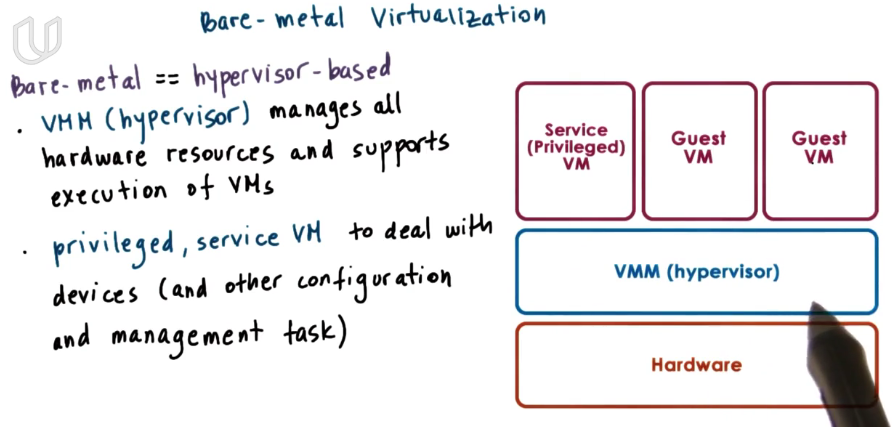 Bare-metal Virtualization
Bare-metal == hypervisor-based
· VMM (hypervisor) manages all
hardware resources and supports
execution of VMs
· privileged, service VM to deal with
devices (and other configuration
and management task)
Service
(Privileged)
VM
Guest
VM
Guest
VM
VMM (hypervisor)
Hardware